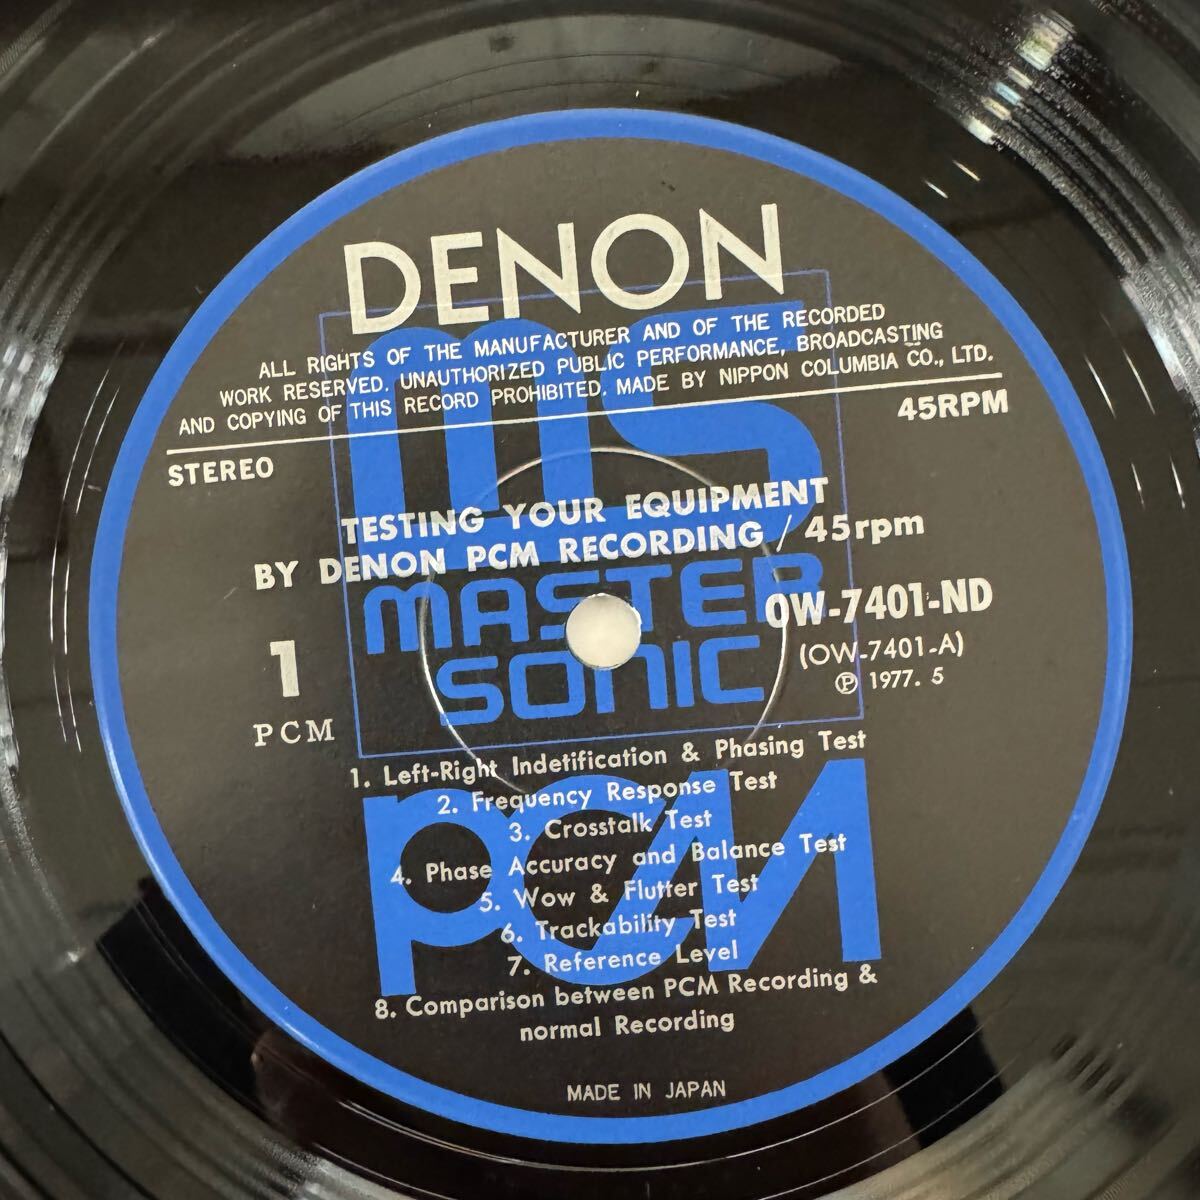 DENON
ALL RIGHTS OF THE MANUFACTURER AND OF THE RECORDED
WORK RESERVED. UNAUTHORIZED PUBLIC PERFORMANCE, BROADCASTING
AND COPYING OF THIS RECORD PROHIBITED. MADE BY NIPPON COLUMBIA CO., LTD.
STEREO
45RPM
ms
TESTING YOUR EQUIPMENT
BY DENON PCM RECORDING / 45rpm
MASTER
SONIC
OW-7401-ND
(OW-7401-A)
Ⓟ 1977. 5
1
PCM
PCM
1. Left-Right Indetification & Phasing Test
2. Frequency Response Test
3. Crosstalk Test
4. Phase Accuracy and Balance Test
5. Wow & Flutter Test
6. Trackability Test
7. Reference Level
8. Comparison between PCM Recording &
normal Recording
MADE IN JAPAN